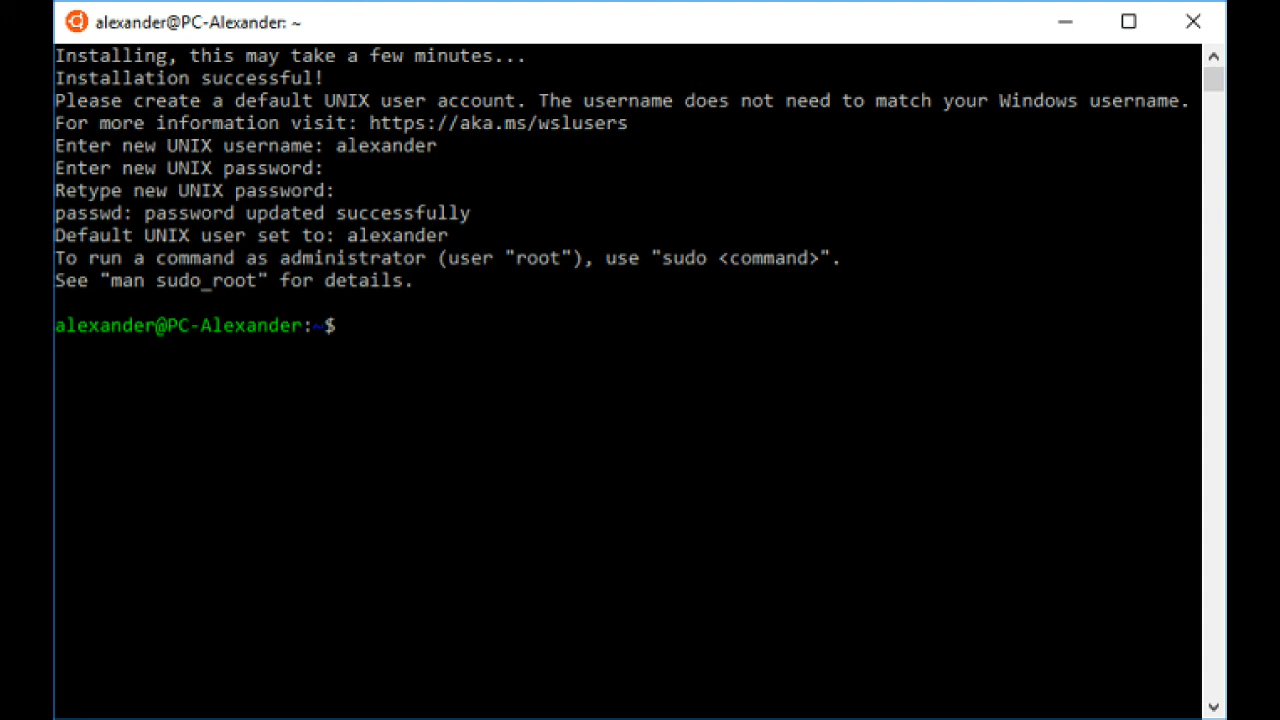 alexander@PC-Alexander: ~
Installing, this may take a few minutes...
Installation successful!
Please create a default UNIX user account. The username does not need to match your Windows username.
For more information visit: https://aka.ms/wslusers
Enter new UNIX username: alexander
Enter new UNIX password:
Retype new UNIX password:
passwd: password updated successfully
Default UNIX user set to: alexander
To run a command as administrator (user "root"), use "sudo <command>".
See "man sudo_root" for details.
alexander@PC-Alexander:~$